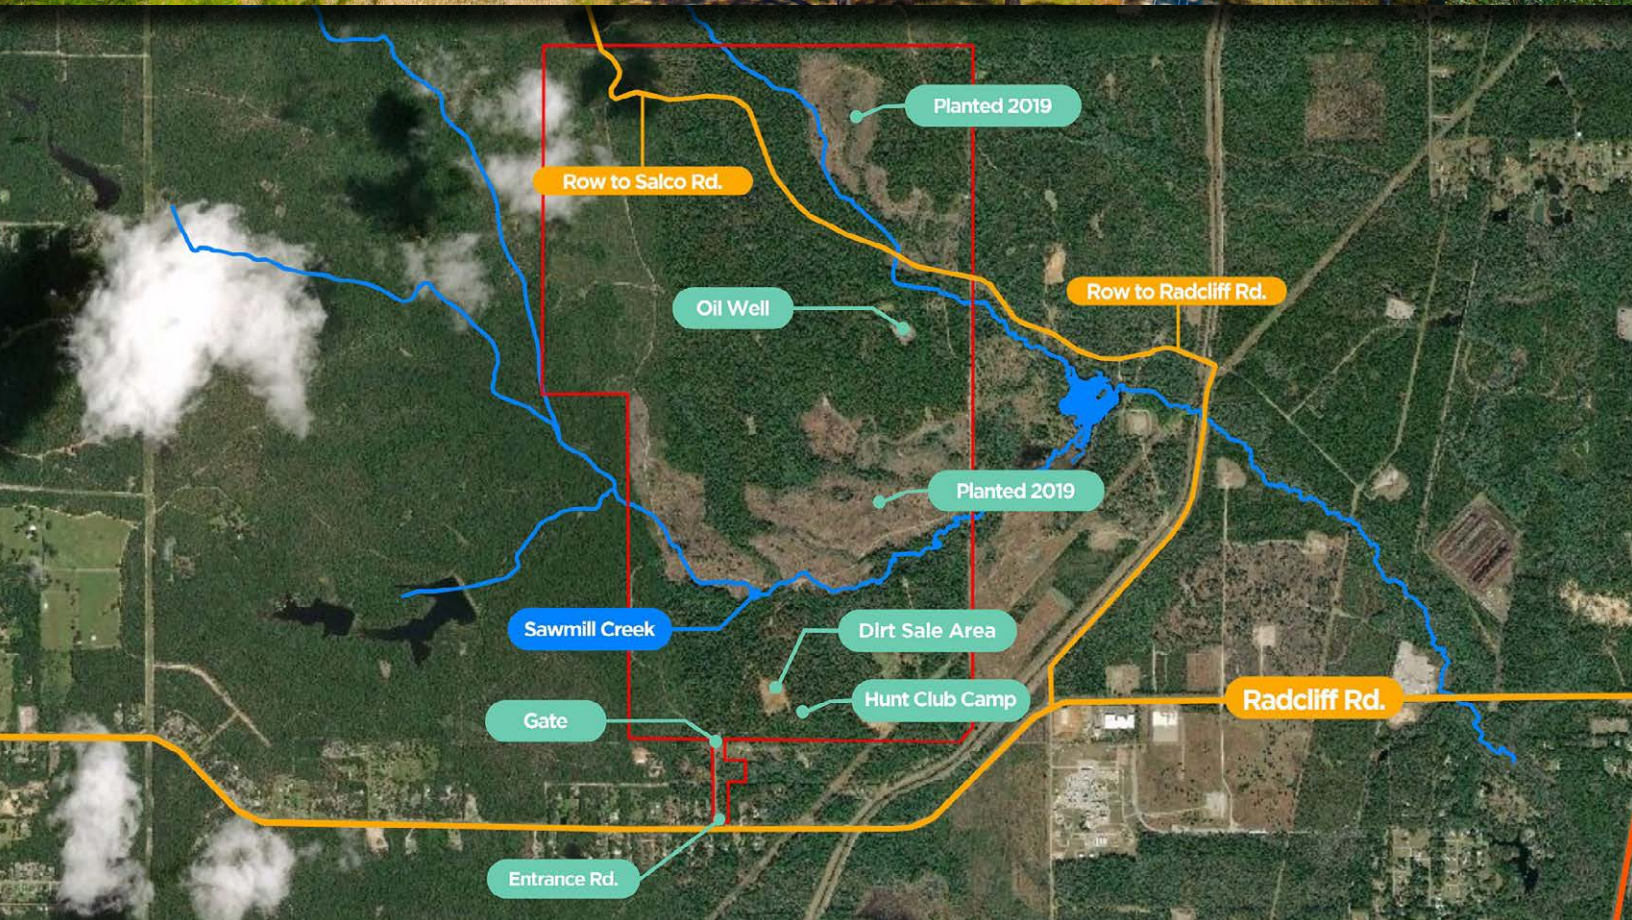 Planted 2019
Row to Salco Rd.
Row to Radcliff Rd.
Oil Well
Planted 2019
Sawmill Creek
Dirt Sale Area
Hunt Club Camp
Radcliff Rd.
Gate
Entrance Rd.